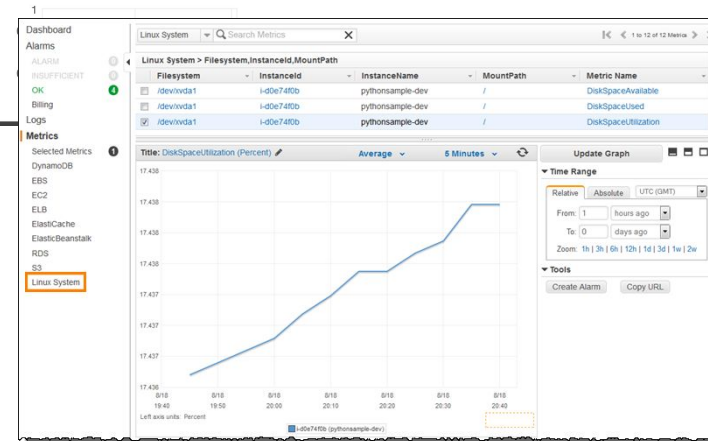 1
Dashboard
Alarms
ALARM 0
INSUFFICIENT 0
OK 4
Billing
Logs
Metrics
Selected Metrics 1
DynamoDB
EBS
EC2
ELB
ElastiCache
ElasticBeanstalk
RDS
S3
Linux System
Linux System Search Metrics X
1 to 12 of 12 Metrics
Linux System > Filesystem,InstanceId,MountPath
Filesystem InstanceId InstanceName MountPath Metric Name
/dev/xvda1 i-d0e74f0b pythonsample-dev / DiskSpaceAvailable
/dev/xvda1 i-d0e74f0b pythonsample-dev / DiskSpaceUsed
/dev/xvda1 i-d0e74f0b pythonsample-dev / DiskSpaceUtilization
Title: DiskSpaceUtilization (Percent) Average 5 Minutes
17.438
17.438
17.438
17.438
17.437
17.437
17.437
17.436
8/18 8/18 8/18 8/18 8/18 8/18 8/18
19:40 19:50 20:00 20:10 20:20 20:30 20:40
Left axis units: Percent
i-d0e74f0b (pythonsample-dev)
Update Graph
Time Range
Relative Absolute UTC (GMT)
From: 1 hours ago
To: 0 days ago
Zoom: 1h | 3h | 6h | 12h | 1d | 3d | 1w | 2w
Tools
Create Alarm Copy URL